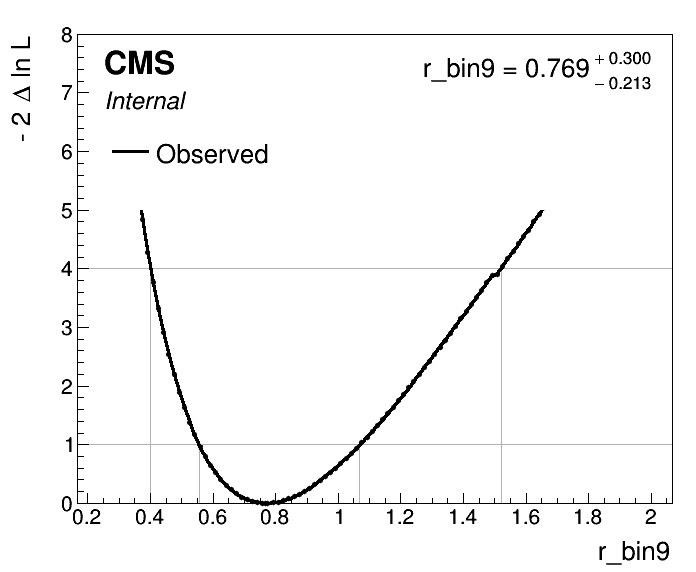 - 2 Δ ln L
8
7
6
5
4
3
2
1
0
CMS
Internal
r_bin9 = 0.769 + 0.300 − 0.213
Observed
0.2 0.4 0.6 0.8 1 1.2 1.4 1.6 1.8 2
r_bin9